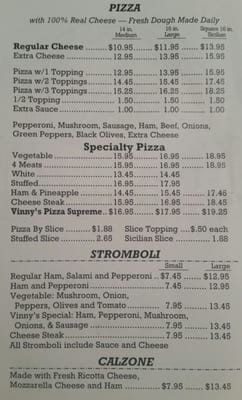 PIZZA
with 100% Real Cheese — Fresh Dough Made Daily
14 in. Medium 16 in. Large Square 16 in. Sicilian
Regular Cheese ........$10.95........$11.95........$13.95
Extra Cheese ............ 12.95........ 13.95........ 15.95
Pizza w/1 Topping ...... 12.95........ 13.95........ 15.95
Pizza w/2 Toppings ..... 14.45........ 15.45........ 17.45
Pizza w/3 Toppings ..... 15.25........ 16.25........ 18.25
1/2 Topping ............ 1.50........ 1.50........ 1.50
Extra Sauce ............ 1.00........ 1.00........ 1.00
Pepperoni, Mushroom, Sausage, Ham, Beef, Onions,
Green Peppers, Black Olives, Extra Cheese
Specialty Pizza
Vegetable ............ 15.95........ 16.95........ 18.95
4 Meats ............ 15.95........ 16.95........ 18.95
White ............ 13.45........ 15.45
Stuffed ............ 16.95........ 17.95
Ham & Pineapple ........ 14.45........ 15.45........ 17.46
Cheese Steak ............ 15.95........ 16.95........ 18.45
Vinny's Pizza Supreme..$16.95........$17.95........$19.25
Pizza By Slice ........$1.88 Slice Topping ....$.50 each
Stuffed Slice ........ 2.65 Sicilian Slice ........ 1.88
STROMBOLI
Small Large
Regular Ham, Salami and Pepperoni ..$7.45 ......$12.95
Ham and Pepperoni ............ 7.45 ...... 12.95
Vegetable: Mushroom, Onion,
Peppers, Olives and Tomato ............ 7.95 ...... 13.45
Vinny's Special: Ham, Pepperoni, Mushroom,
Onions, & Sausage ............ 7.95 ...... 13.45
Cheese Steak ............ 7.95 ...... 13.45
All Stromboli include Sauce and Cheese
CALZONE
Made with Fresh Ricotta Cheese,
Mozzarella Cheese and Ham ........$7.95 ......$13.45